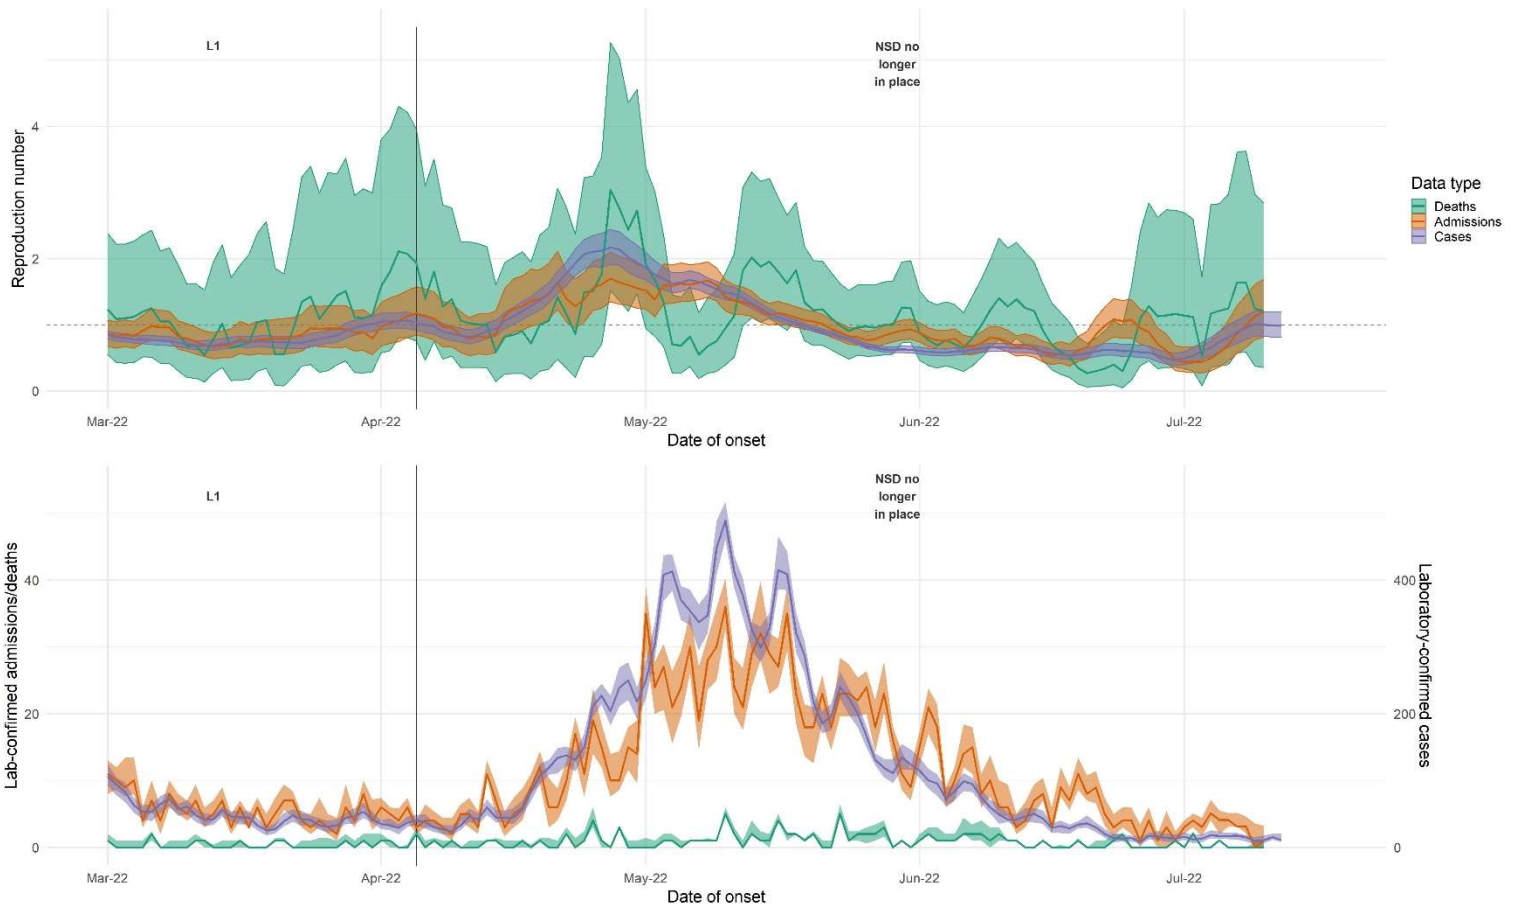 L1
NSD no
longer
in place
4
2
0
Reproduction number
Mar-22
Apr-22
May-22
Jun-22
Jul-22
Date of onset
Data type
Deaths
Admissions
Cases
L1
NSD no
longer
in place
40
20
0
Lab-confirmed admissions/deaths
400
200
0
Laboratory-confirmed cases
Mar-22
Apr-22
May-22
Jun-22
Jul-22
Date of onset